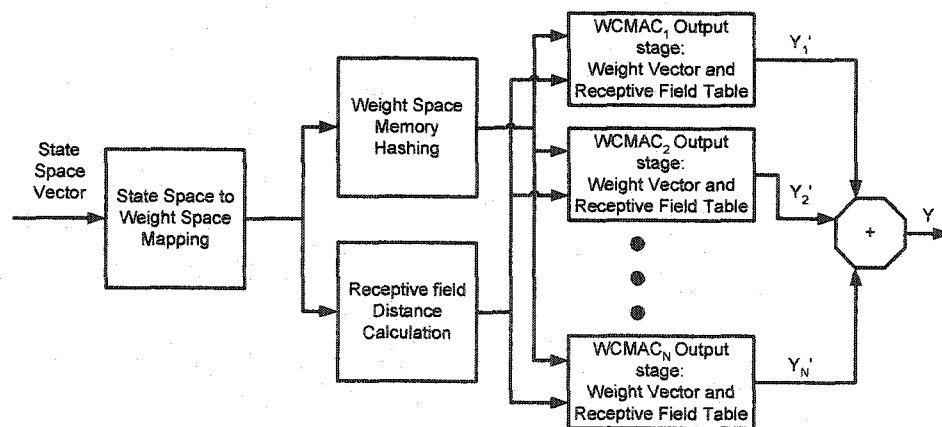 State
Space
Vector
State Space to
Weight Space
Mapping
Weight Space
Memory
Hashing
Receptive field
Distance
Calculation
WCMAC1 Output
stage:
Weight Vector and
Receptive Field Table
Y1'
WCMAC2 Output
stage:
Weight Vector and
Receptive Field Table
Y2'
WCMACN Output
stage:
Weight Vector and
Receptive Field Table
YN'
+
Y